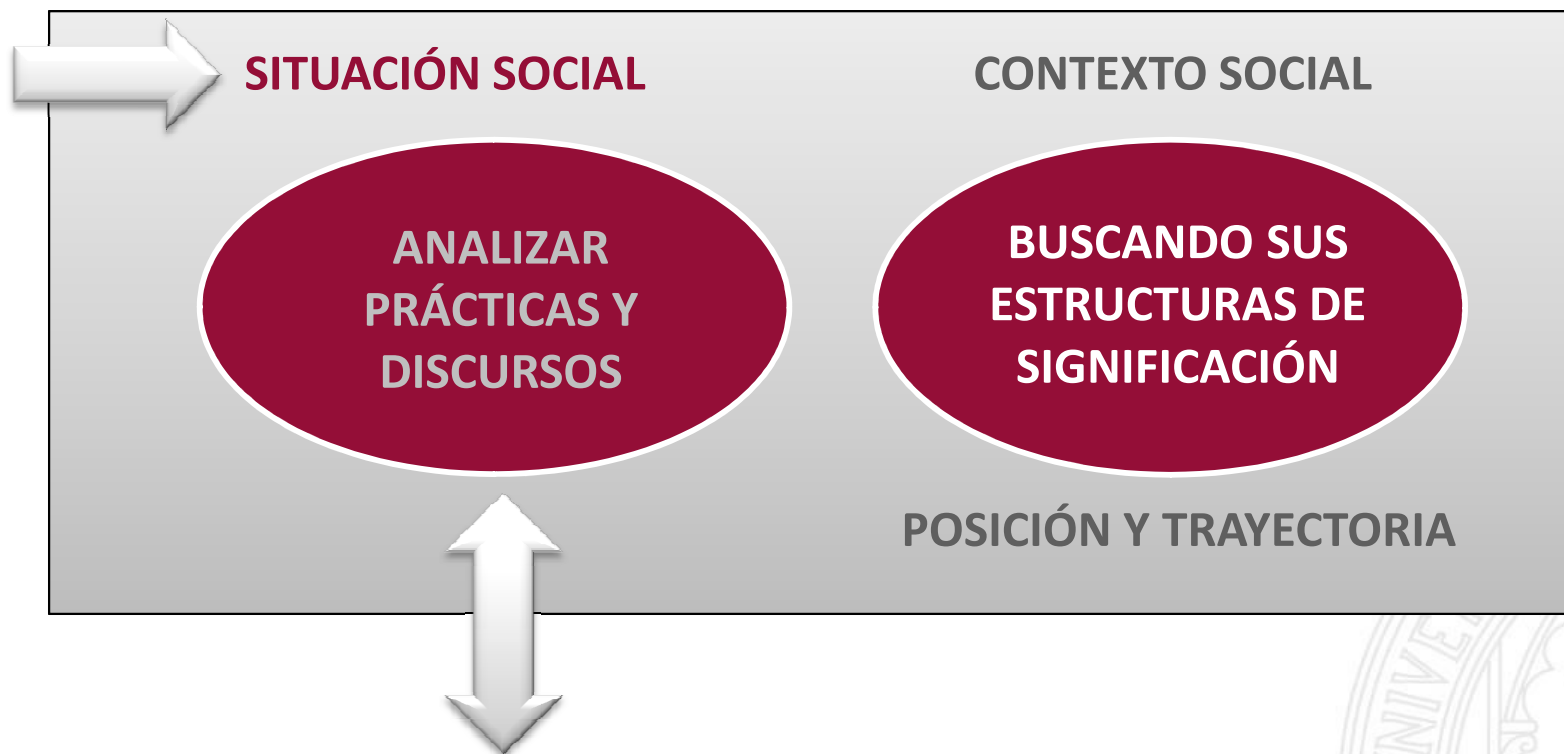 SITUACIÓN SOCIAL
CONTEXTO SOCIAL
ANALIZAR
PRÁCTICAS Y
DISCURSOS
BUSCANDO SUS
ESTRUCTURAS DE
SIGNIFICACIÓN
POSICIÓN Y TRAYECTORIA